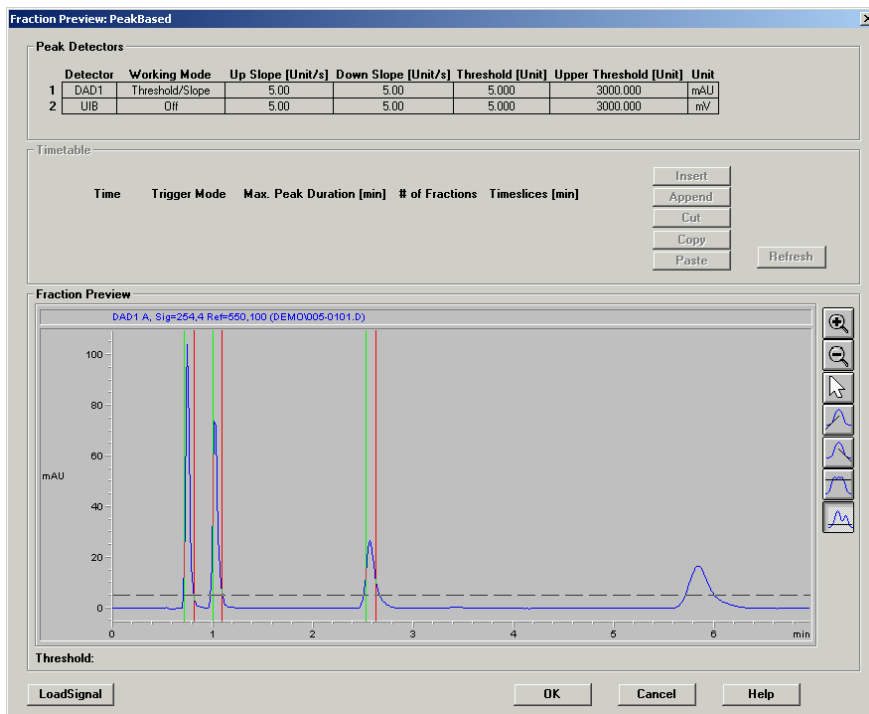 Fraction Preview: PeakBased
Peak Detectors
Detector Working Mode Up Slope [Unit/s] Down Slope [Unit/s] Threshold [Unit] Upper Threshold [Unit] Unit
1 DAD1 Threshold/Slope 5.00 5.00 5.000 3000.000 mAU
2 UIB Off 5.00 5.00 5.000 3000.000 mV
Timetable
Time Trigger Mode Max. Peak Duration [min] # of Fractions Timeslices [min]
Insert
Append
Cut
Copy
Paste
Refresh
Fraction Preview
DAD1 A, Sig=254,4 Ref=550,100 (DEMO\005-0101.D)
100
80
60
mAU
40
20
0
0 1 2 3 4 5 6 min
Threshold:
LoadSignal OK Cancel Help